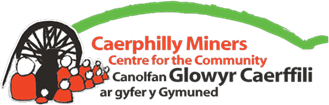 Caerphilly Miners
Centre for the Community
Canolfan Glowyr Caerffili
ar gyfer y Gymuned